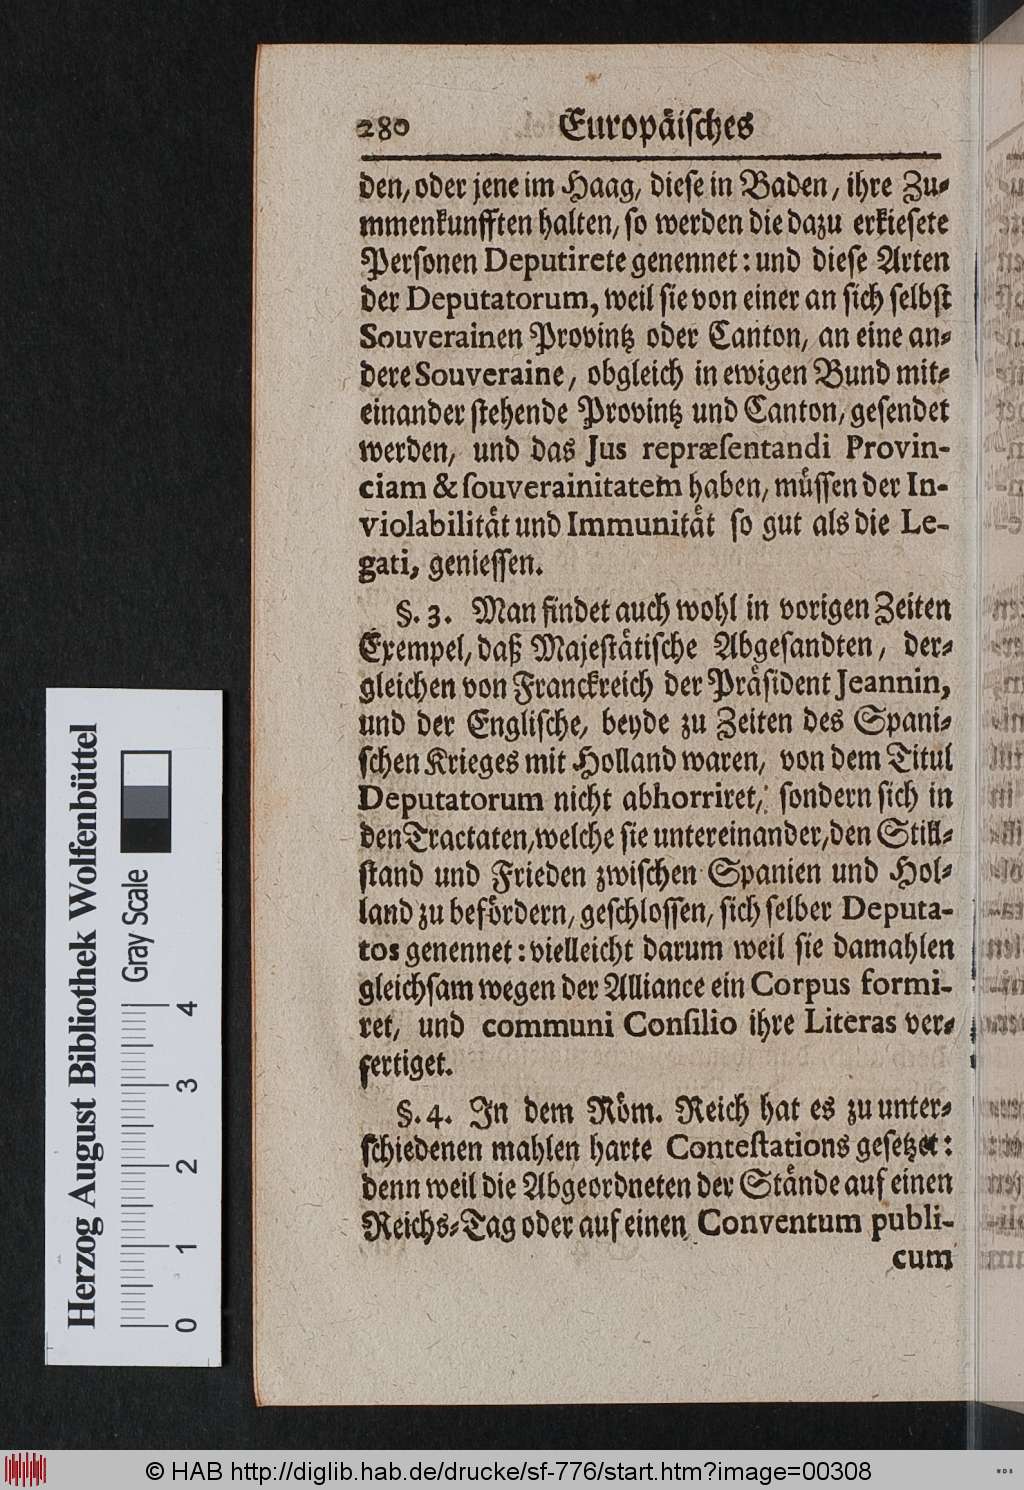 280 Europäisches
den, oder jene im Haag, diese in Baden, ihre Zu-
mmenkunfften halten, so werden die dazu erkiesete
Personen Deputirete genennet: und diese Arten
der Deputatorum, weil sie von einer an sich selbst
Souverainen Provintz oder Canton, an eine an-
dere Souveraine, obgleich in ewigen Bund mit-
einander stehende Provintz und Canton, gesendet
werden, und das Jus repræsentandi Provin-
ciam & souverainitatem haben, müssen der In-
violabilität und Immunität so gut als die Le-
gati, geniessen.
§. 3. Man findet auch wohl in vorigen Zeiten
Exempel, daß Majestätische Abgesandten, der-
gleichen von Franckreich der Präsident Jeannin,
und der Englische, beyde zu Zeiten des Spani-
schen Krieges mit Holland waren, von dem Titul
Deputatorum nicht abhorriret, sondern sich in
den Tractaten, welche sie untereinander, den Still-
stand und Frieden zwischen Spanien und Hol-
land zu befördern, geschlossen, sich selber Deputa-
tos genennet: vielleicht darum weil sie damahlen
gleichsam wegen der Alliance ein Corpus formi-
ret, und communi Consilio ihre Literas ver-
fertiget.
§. 4. In dem Röm. Reich hat es zu unter-
schiedenen mahlen harte Contestations gesetzet:
denn weil die Abgeordneten der Stände auf einen
Reichs-Tag oder auf einen Conventum publi-
cum
Herzog August Bibliothek Wolfenbüttel
Gray Scale
0 1 2 3 4
© HAB http://diglib.hab.de/drucke/sf-776/start.htm?image=00308